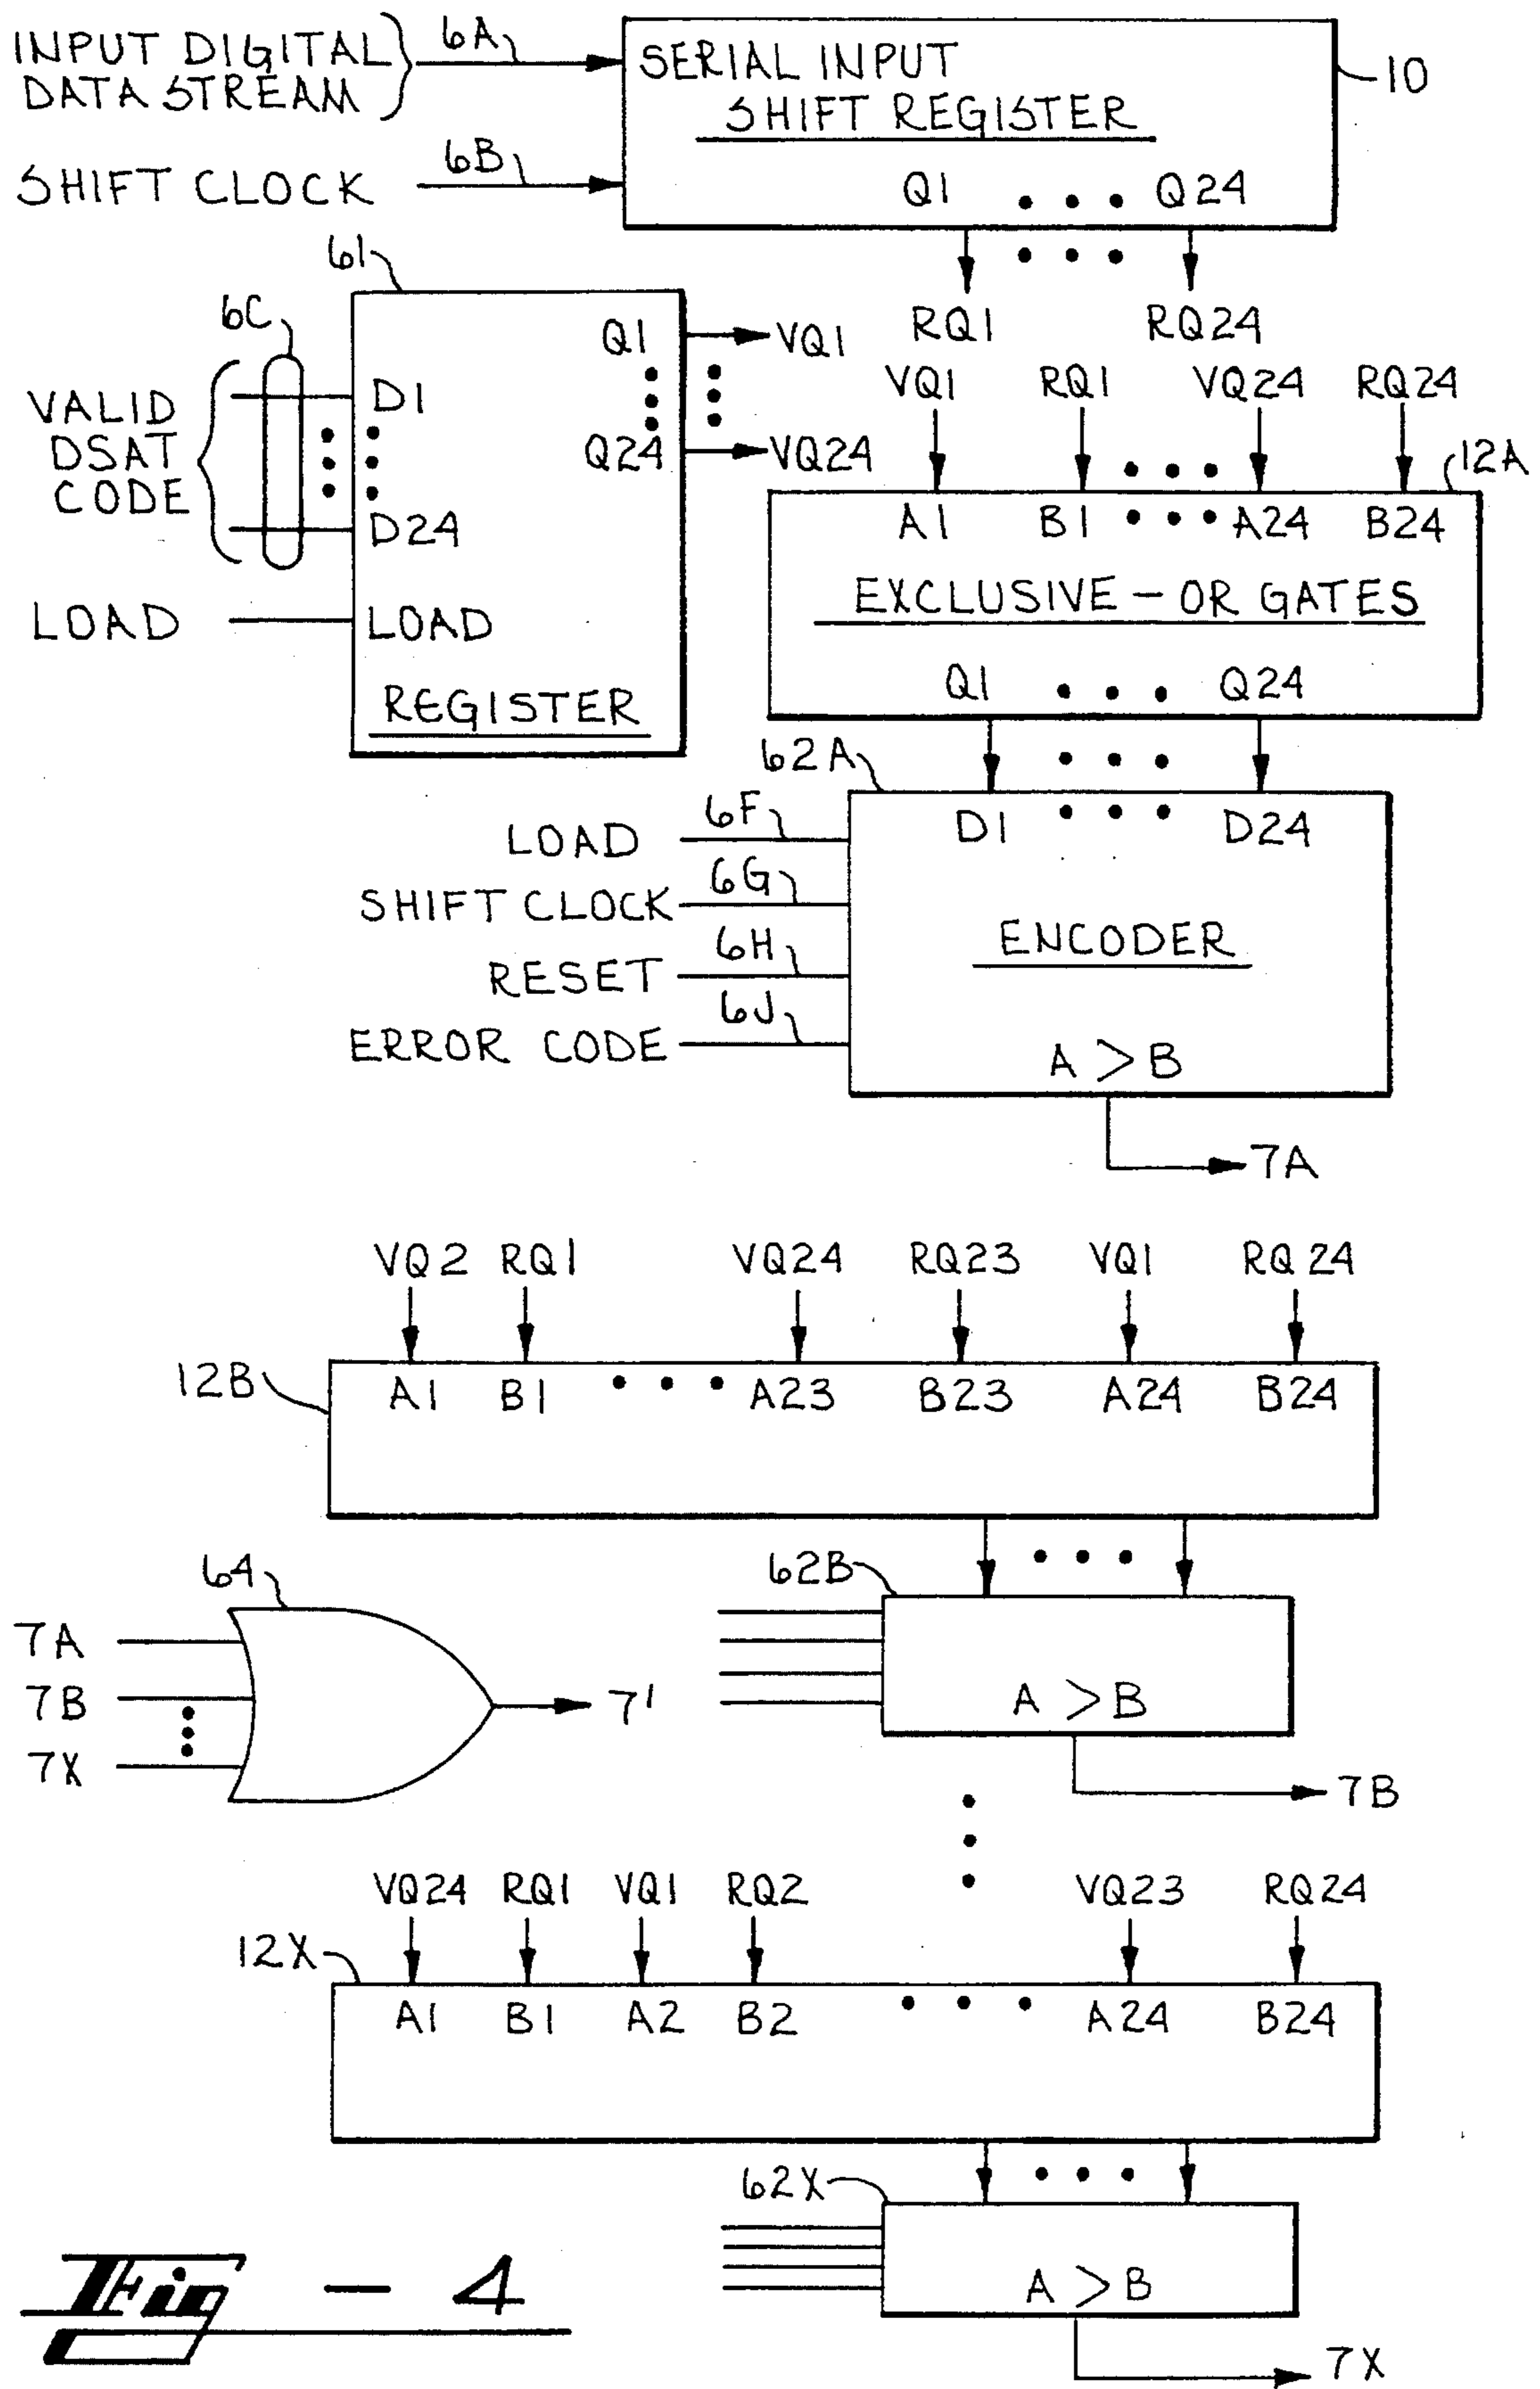 INPUT DIGITAL
DATA STREAM
6A
SERIAL INPUT
SHIFT REGISTER
10
SHIFT CLOCK
6B
Q1 • • • Q24
61
RQ1 RQ24
6C
Q1
VQ1
VALID
DSAT
CODE
D1
Q24
VQ24
D24
LOAD
LOAD
REGISTER
VQ1 RQ1 VQ24 RQ24
12A
A1 B1 • • • A24 B24
EXCLUSIVE-OR GATES
Q1 • • • Q24
62A
D1 • • • D24
LOAD 6F
SHIFT CLOCK 6G
RESET 6H
ERROR CODE 6J
ENCODER
A > B
7A
VQ2 RQ1 VQ24 RQ23 VQ1 RQ24
12B
A1 B1 • • • A23 B23 A24 B24
64
62B
7A
7B
7X
7'
A > B
7B
VQ24 RQ1 VQ1 RQ2 VQ23 RQ24
12X
A1 B1 A2 B2 • • • A24 B24
62X
A > B
7X
Fig - 4